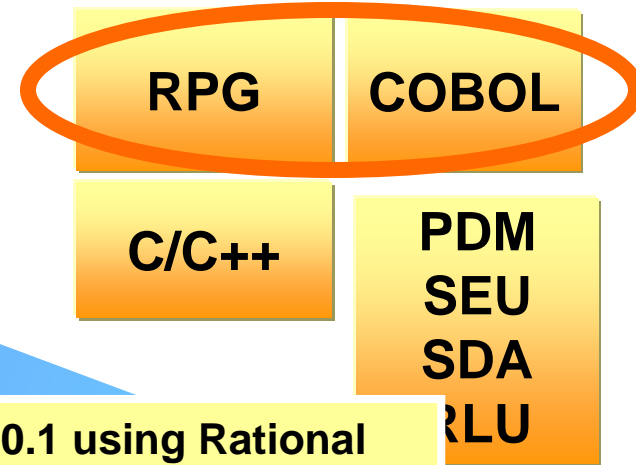 RPG
COBOL
C/C++
PDM
SEU
SDA
RLU
0.1 using Rational